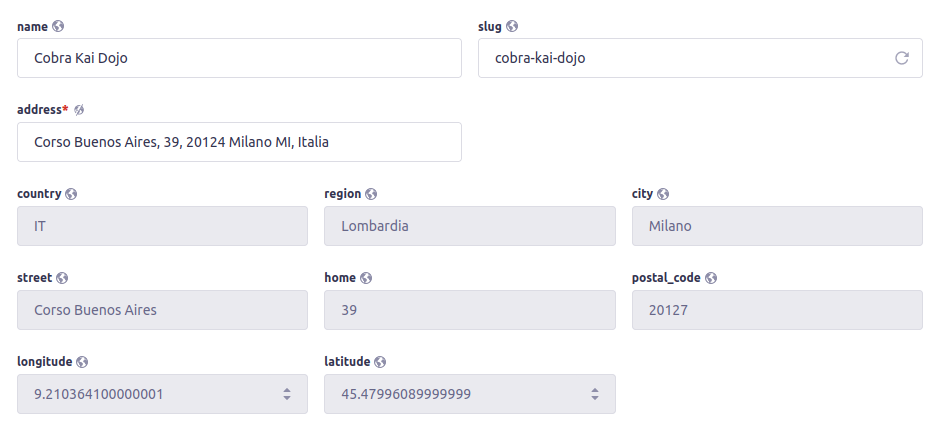 name
slug
Cobra Kai Dojo
cobra-kai-dojo
address*
Corso Buenos Aires, 39, 20124 Milano MI, Italia
country
region
city
IT
Lombardia
Milano
street
home
postal_code
Corso Buenos Aires
39
20127
longitude
latitude
9.210364100000001
45.47996089999999